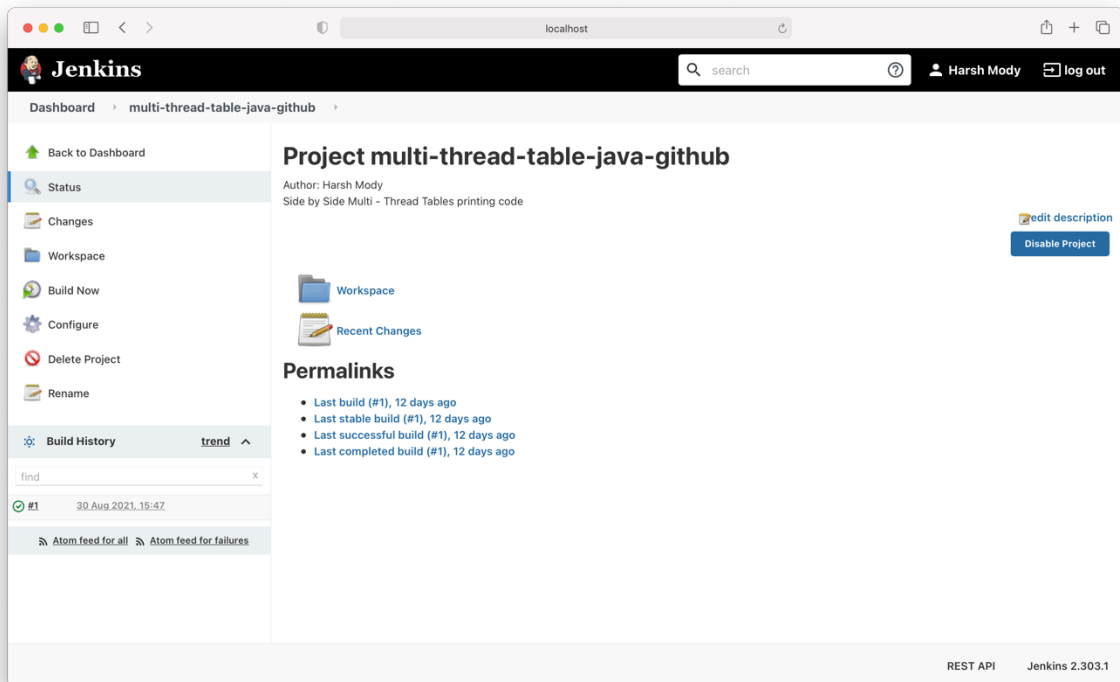 localhost
Jenkins
search
Harsh Mody
log out
Dashboard
multi-thread-table-java-github
Back to Dashboard
Status
Changes
Workspace
Build Now
Configure
Delete Project
Rename
Build History
trend
find
x
#1
30 Aug 2021, 15:47
Atom feed for all
Atom feed for failures
Project multi-thread-table-java-github
Author: Harsh Mody
Side by Side Multi - Thread Tables printing code
edit description
Disable Project
Workspace
Recent Changes
Permalinks
Last build (#1), 12 days ago
Last stable build (#1), 12 days ago
Last successful build (#1), 12 days ago
Last completed build (#1), 12 days ago
REST API
Jenkins 2.303.1